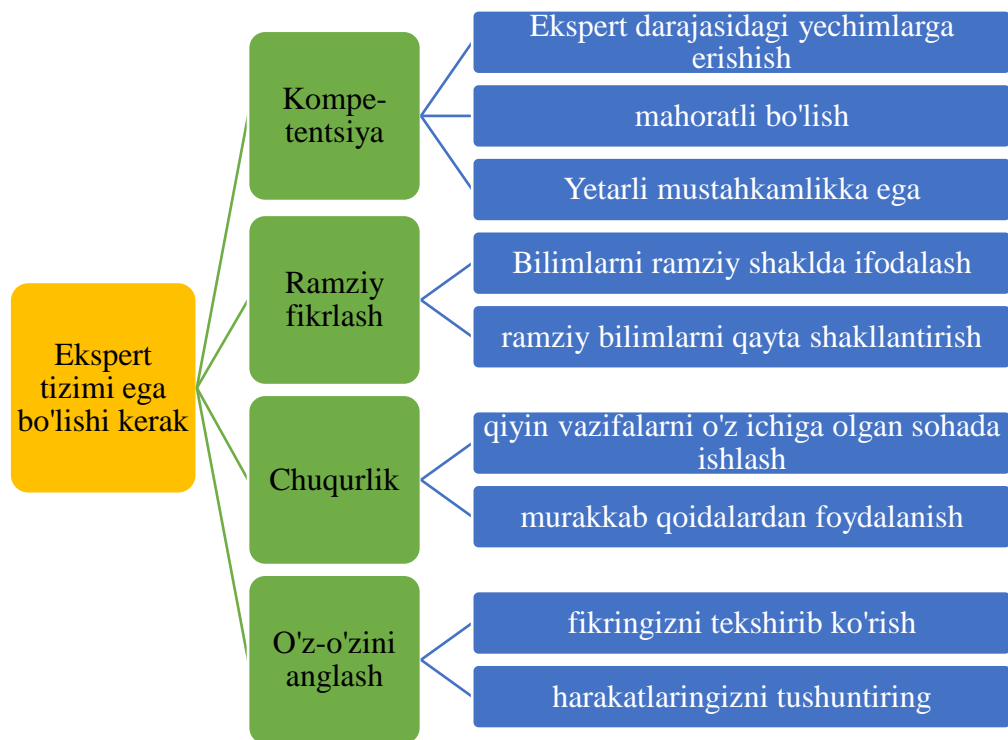 Ekspert
tizimi ega
bo'lishi kerak
Kompe-
tentsiya
Ekspert darajasidagi yechimlarga
erishish
mahoratli bo'lish
Yetarli mustahkamlikka ega
Ramziy
fikrlash
Bilimlarni ramziy shaklda ifodalash
ramziy bilimlarni qayta shakllantirish
Chuqurlik
qiyin vazifalarni o'z ichiga olgan sohada
ishlash
murakkab qoidalardan foydalanish
O'z-o'zini
anglash
fikringizni tekshirib ko'rish
harakatlaringizni tushuntiring